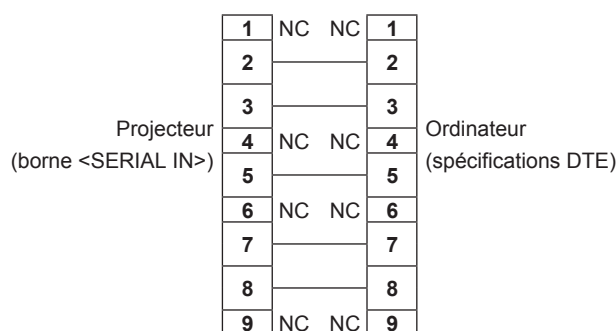 1 NC NC 1
2 2
3 3
Projecteur
(borne <SERIAL IN>)
4 NC NC 4
Ordinateur
(spécifications DTE)
5 5
6 NC NC 6
7 7
8 8
9 NC NC 9